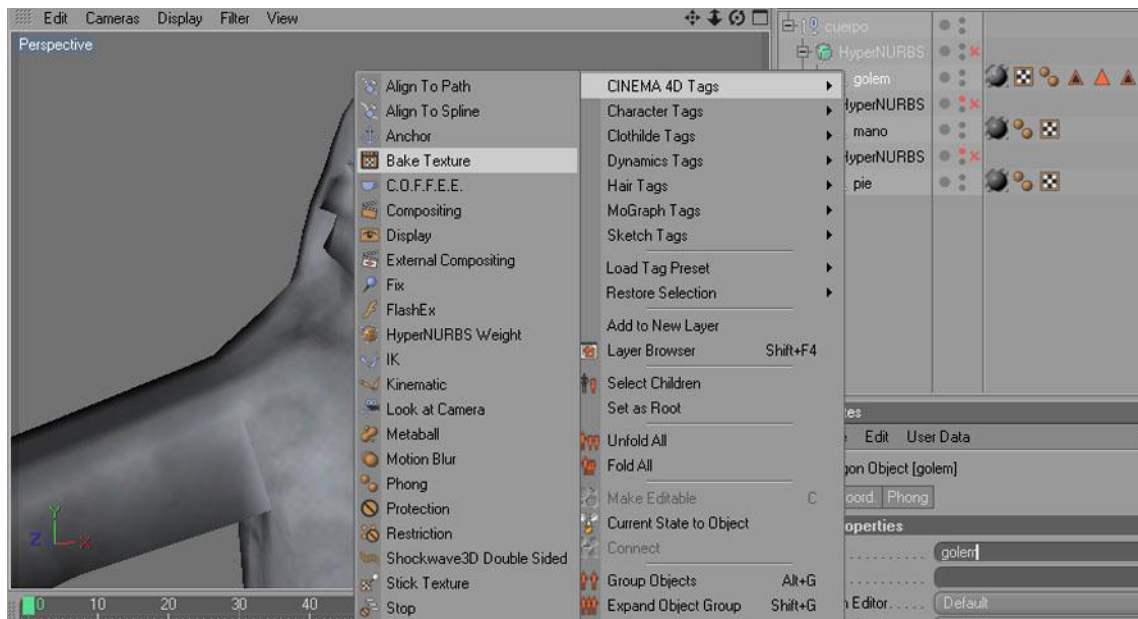 Edit Cameras Display Filter View
Perspective
Align To Path
Align To Spline
Anchor
Bake Texture
C.O.F.F.E.E.
Compositing
Display
External Compositing
Fix
FlashEx
HyperNURBS Weight
IK
Kinematic
Look at Camera
Metaball
Motion Blur
Phong
Protection
Restriction
Shockwave3D Double Sided
Stick Texture
Stop
CINEMA 4D Tags
Character Tags
Clothilde Tags
Dynamics Tags
Hair Tags
MoGraph Tags
Sketch Tags
Load Tag Preset
Restore Selection
Add to New Layer
Layer Browser Shift+F4
Select Children
Set as Root
Unfold All
Fold All
Make Editable C
Current State to Object
Connect
Group Objects Alt+G
Expand Object Group Shift+G
cuerpo
HyperNURBS
golem
HyperNURBS
mano
HyperNURBS
pie
tes
Edit User Data
gon Object [golem]
oord. Phong
operties
golem
n Editor Default
Y
Z X
0 10 20 30 40